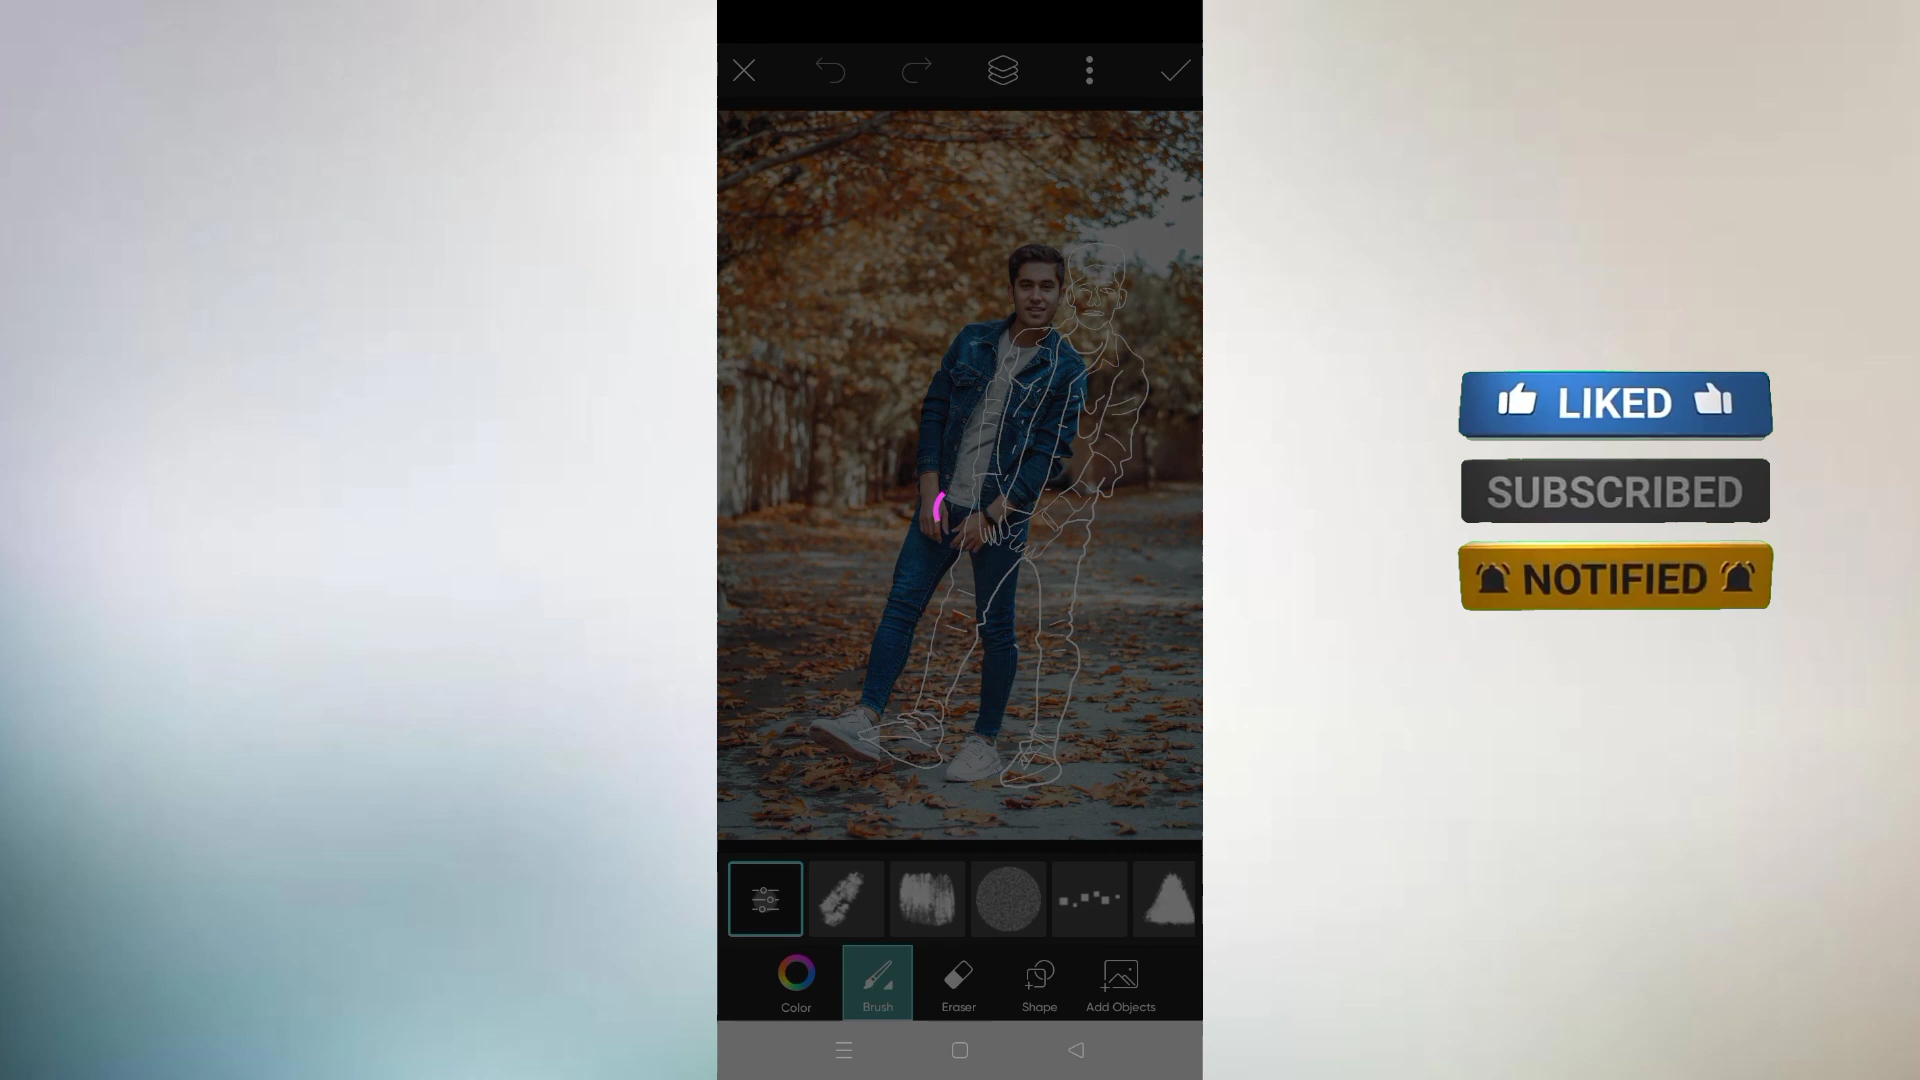 LIKED
SUBSCRIBED
NOTIFIED
Color
Brush
Eraser
Shape
Add Objects